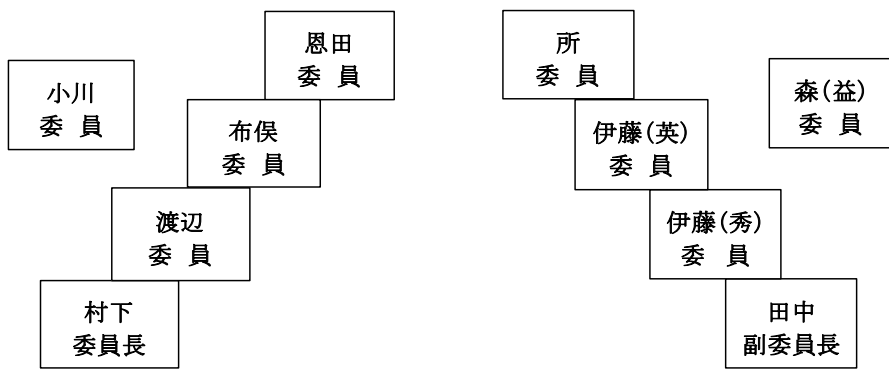 恩田
委 員
所
委 員
小川
委 員
森(益)
委 員
布俣
委 員
伊藤(英)
委 員
渡辺
委 員
伊藤(秀)
委 員
村下
委員長
田中
副委員長